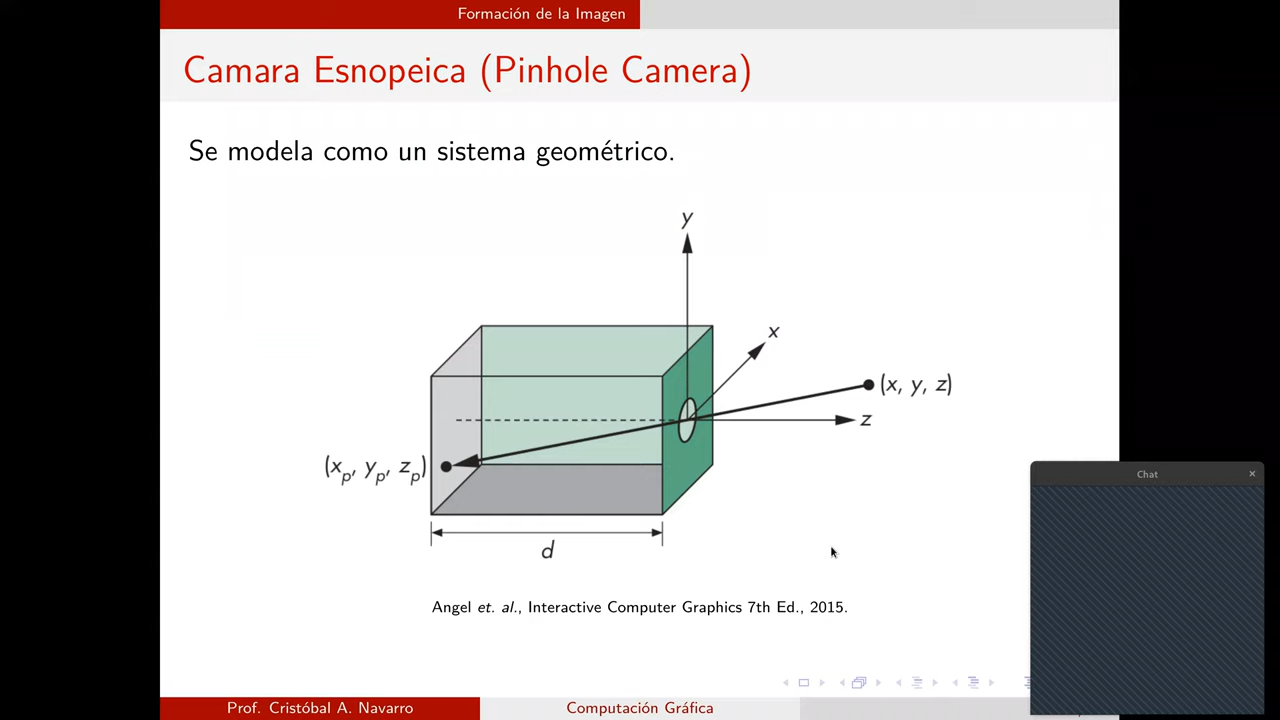 Formación de la Imagen
Camara Esnopeica (Pinhole Camera)
Se modela como un sistema geométrico.
y
x
(x, y, z)
z
(xp, yp, zp)
d
Angel et. al., Interactive Computer Graphics 7th Ed., 2015.
Chat
Prof. Cristóbal A. Navarro
Computación Gráfica